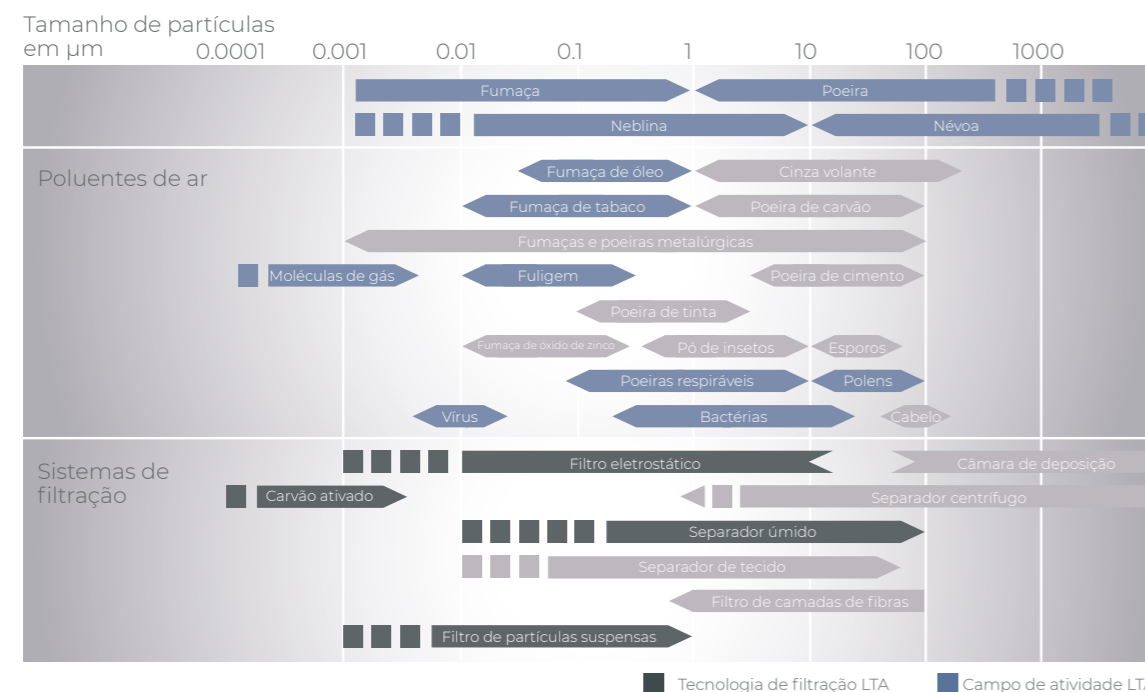 Tamanho de partículas
em µm 0.0001 0.001 0.01 0.1 1 10 100 1000
Fumaça Poeira
Neblina Névoa
Poluentes de ar
Fumaça de óleo Cinza volante
Fumaça de tabaco Poeira de carvão
Fumaças e poeiras metalúrgicas
Moléculas de gás Fuligem Poeira de cimento
Poeira de tinta
Fumaça de óxido de zinco Pó de insetos Esporos
Poeiras respiráveis Polens
Vírus Bactérias Cabelo
Sistemas de
filtração
Filtro eletrostático Câmara de deposição
Carvão ativado Separador centrífugo
Separador úmido
Separador de tecido
Filtro de camadas de fibras
Filtro de partículas suspensas
Tecnologia de filtração LTA Campo de atividade LT